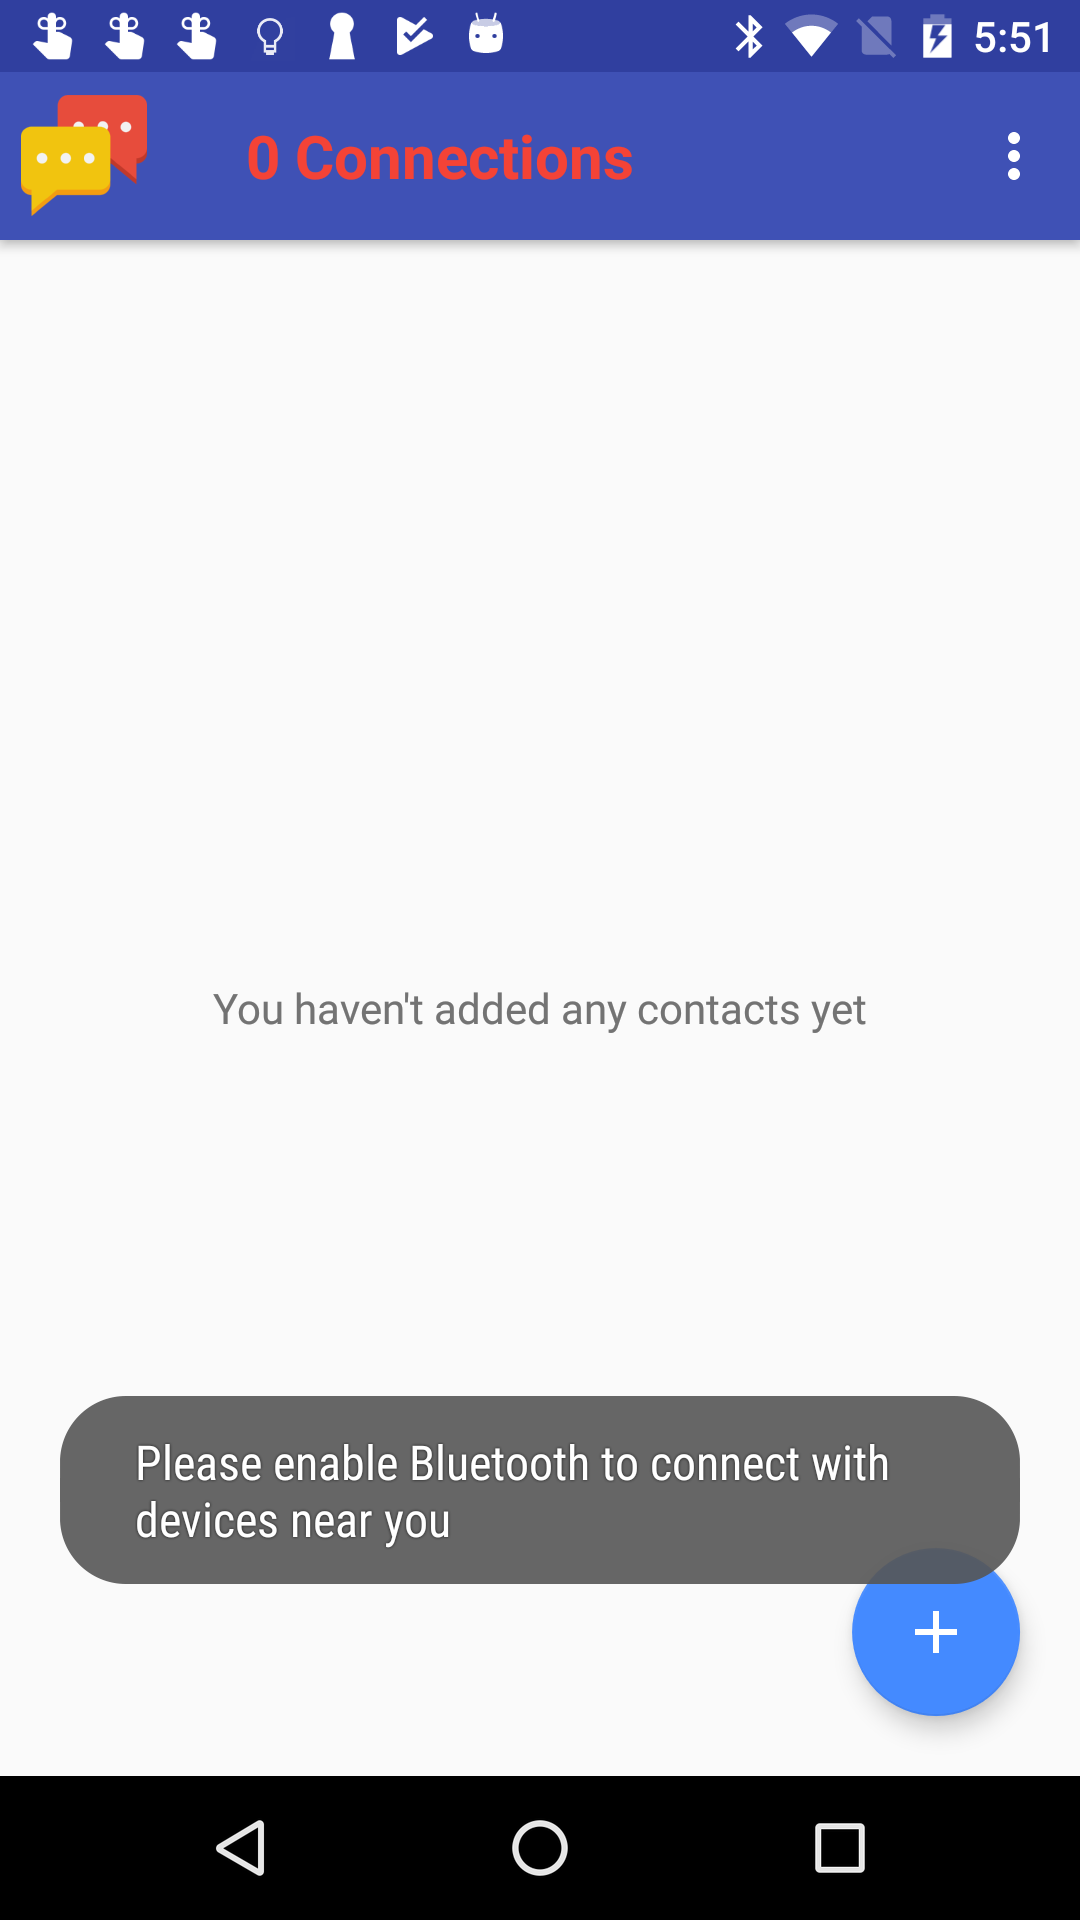 5:51
0 Connections
You haven't added any contacts yet
Please enable Bluetooth to connect with
devices near you